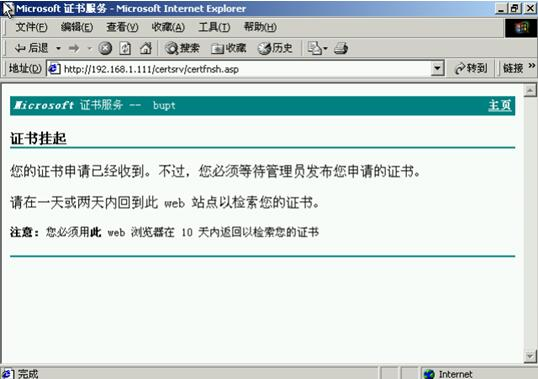 Microsoft 证书服务 - Microsoft Internet Explorer
文件(F) 编辑(E) 查看(V) 收藏(A) 工具(T) 帮助(H)
后退 搜索 收藏 历史
地址(D) http://192.168.1.111/certsrv/certfnsh.asp 转到 链接 »
Microsoft 证书服务 -- bupt 主页
证书挂起
您的证书申请已经收到。不过，您必须等待管理员发布您申请的证书。
请在一天或两天内回到此 web 站点以检索您的证书。
注意: 您必须用此 web 浏览器在 10 天内返回以检索您的证书
完成 Internet